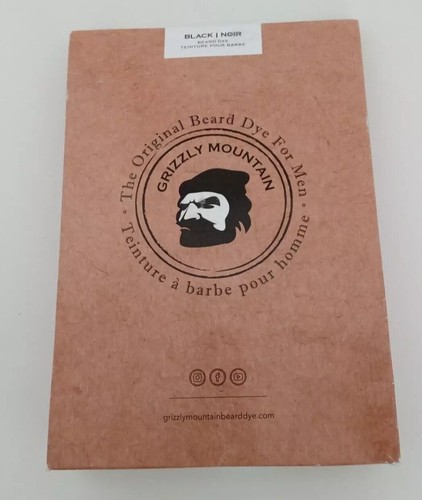 BLACK | NOIR
BEARD DYE
TEINTURE POUR BARBE
The Original Beard Dye For Men
GRIZZLY MOUNTAIN
Teinture à barbe pour homme
grizzlymountainbearddye.com